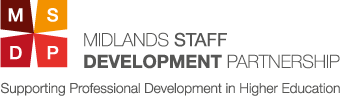 M S
D P
MIDLANDS STAFF
DEVELOPMENT PARTNERSHIP
Supporting Professional Development in Higher Education